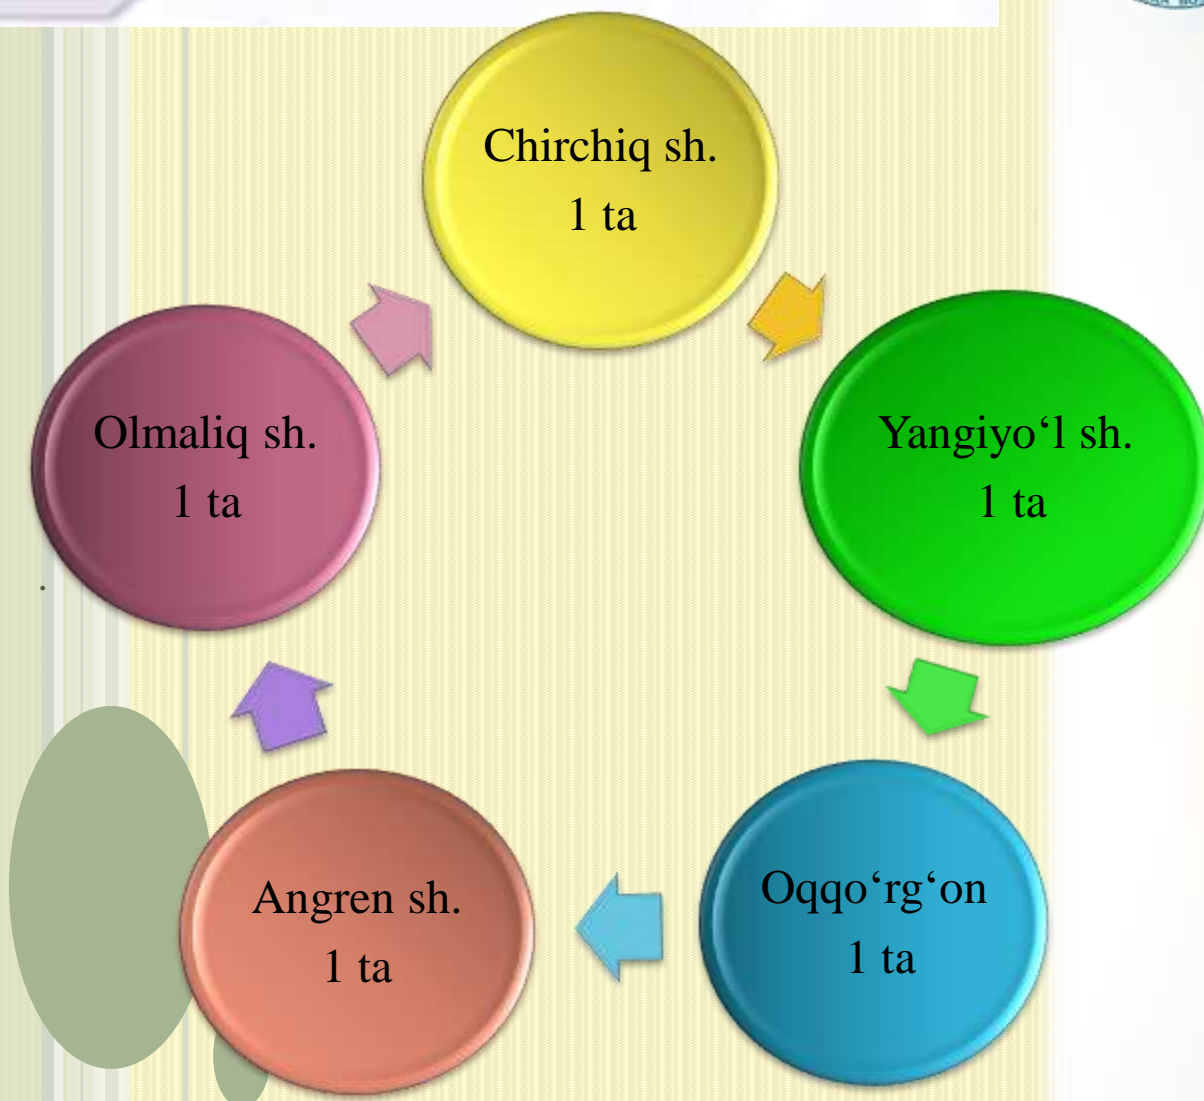 Chirchiq sh.
1 ta
Yangiyo‘l sh.
1 ta
Oqqo‘rg‘on
1 ta
Angren sh.
1 ta
Olmaliq sh.
1 ta
.